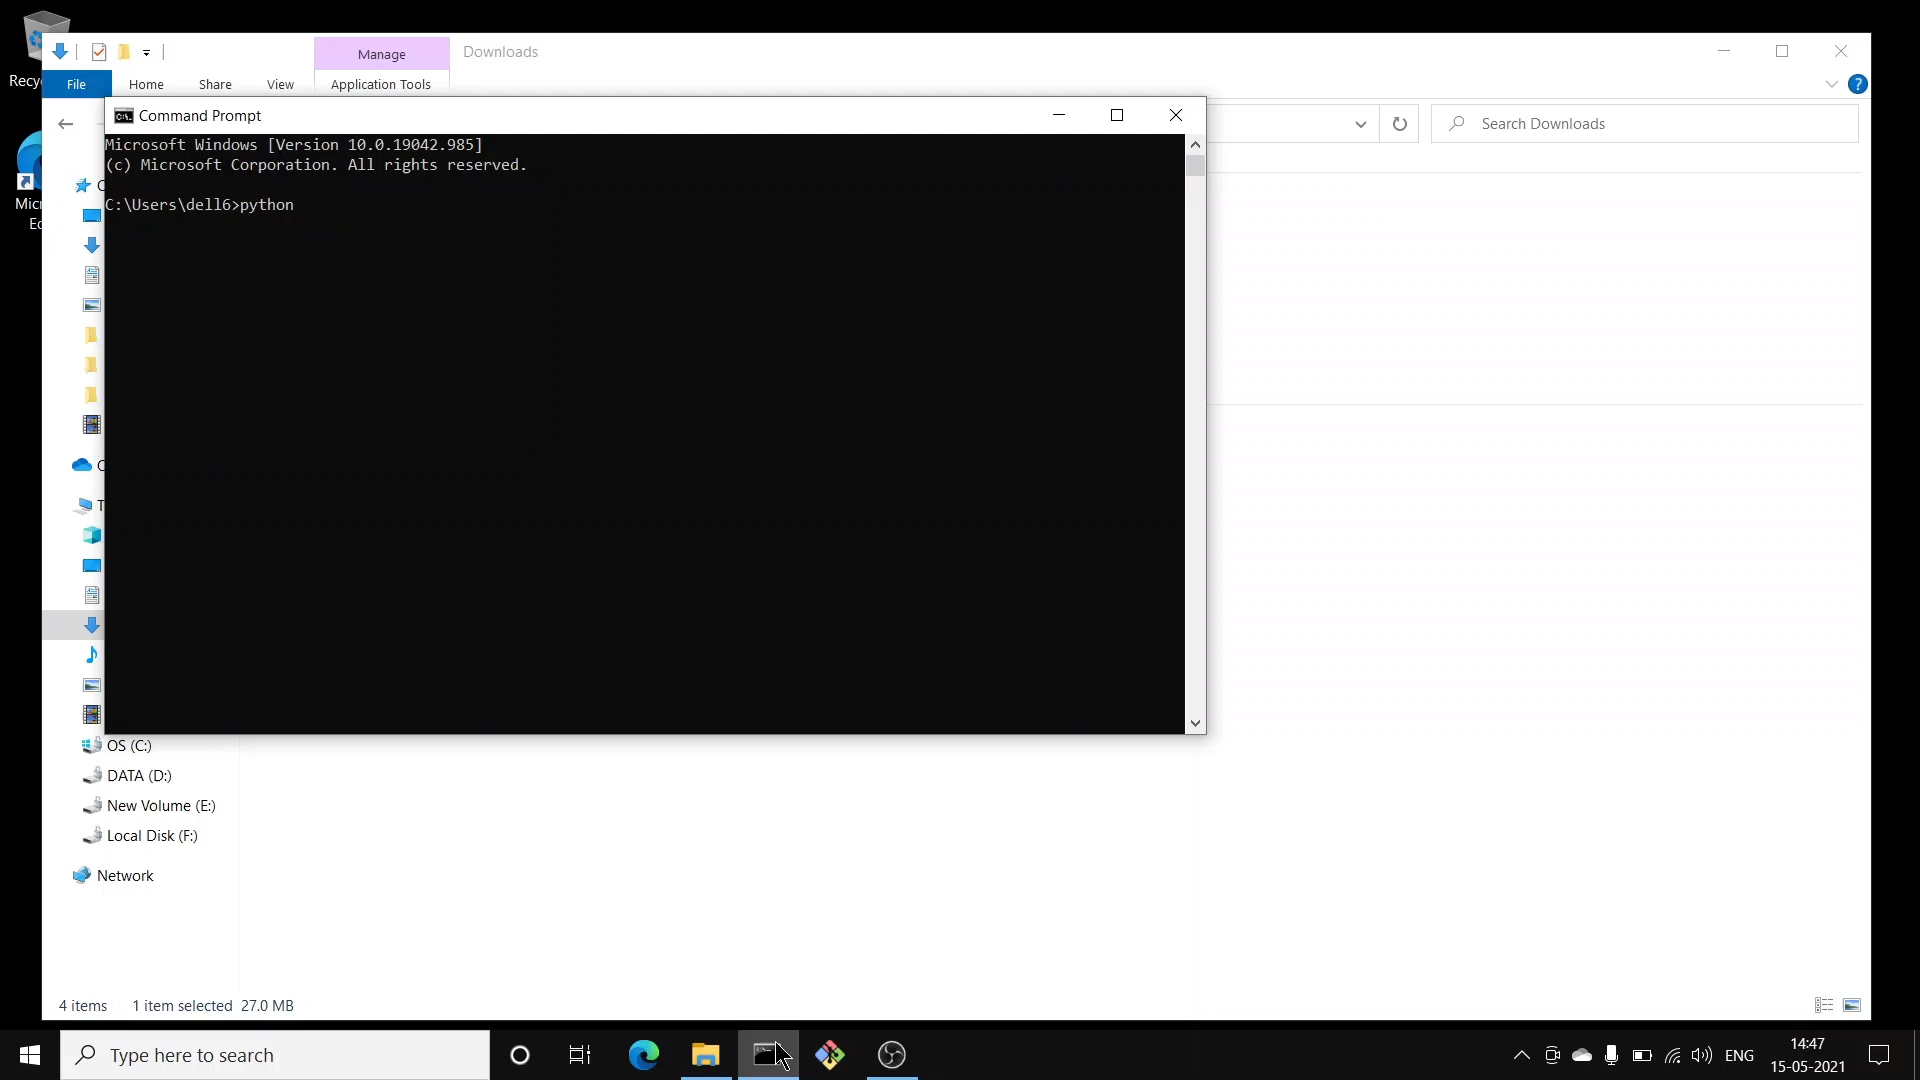 Recy
Manage
Downloads
File
Home
Share
View
Application Tools
?
Command Prompt
Search Downloads
Microsoft Windows [Version 10.0.19042.985]
(c) Microsoft Corporation. All rights reserved.
C:\Users\dell6>python
Mic
OS (C:)
DATA (D:)
New Volume (E:)
Local Disk (F:)
Network
4 items
1 item selected 27.0 MB
Type here to search
ENG
14:47
15-05-2021